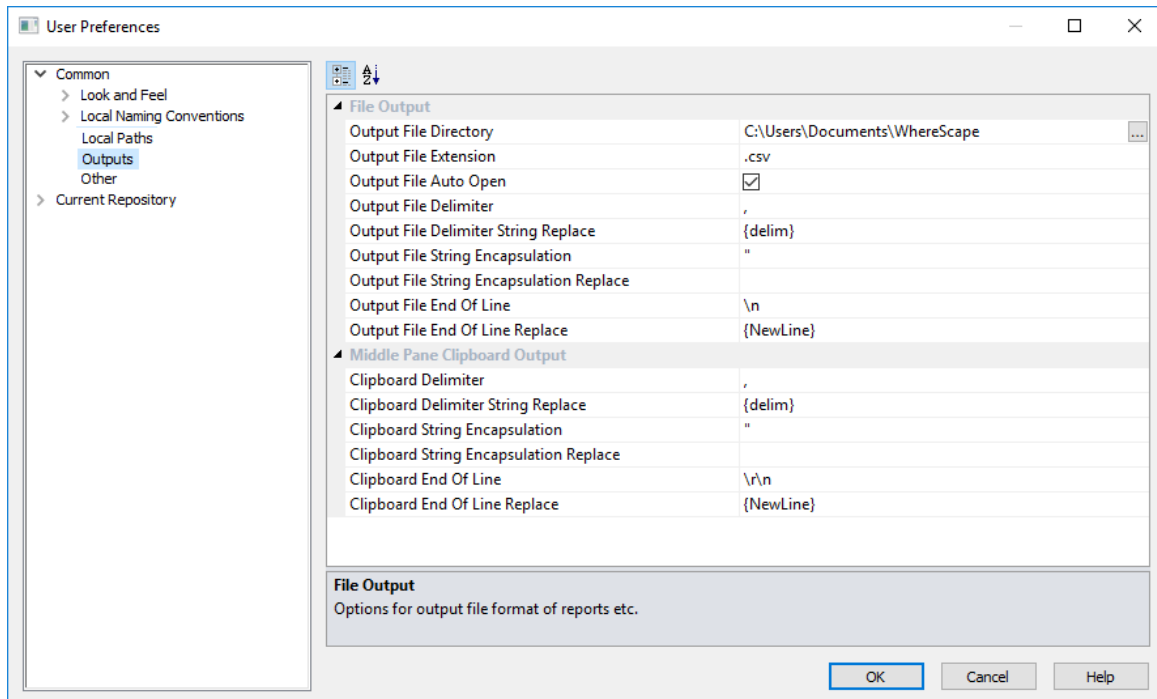 User Preferences
Common
Look and Feel
Local Naming Conventions
Local Paths
Outputs
Other
Current Repository
File Output
Output File Directory C:\Users\Documents\WhereScape ...
Output File Extension .csv
Output File Auto Open
Output File Delimiter ,
Output File Delimiter String Replace {delim}
Output File String Encapsulation "
Output File String Encapsulation Replace
Output File End Of Line \n
Output File End Of Line Replace {NewLine}
Middle Pane Clipboard Output
Clipboard Delimiter ,
Clipboard Delimiter String Replace {delim}
Clipboard String Encapsulation "
Clipboard String Encapsulation Replace
Clipboard End Of Line \r\n
Clipboard End Of Line Replace {NewLine}
File Output
Options for output file format of reports etc.
OK Cancel Help